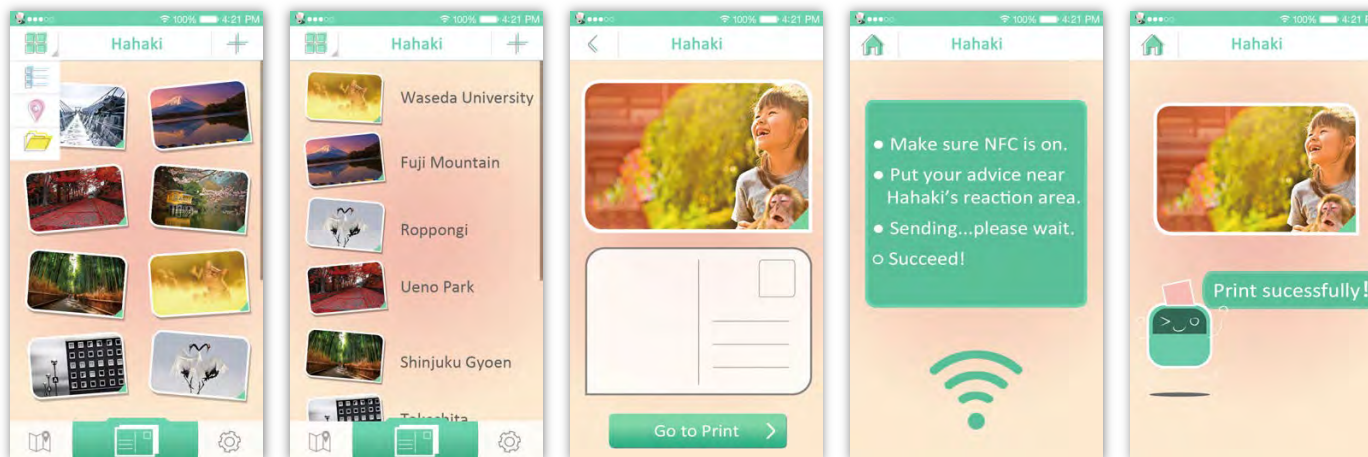 100% 4:21 PM
Hahaki
100% 4:21 PM
Hahaki
Waseda University
Fuji Mountain
Roppongi
Ueno Park
Shinjuku Gyoen
Takeshita
100% 4:21 PM
Hahaki
Go to Print
100% 4:21 PM
Hahaki
Make sure NFC is on.
Put your advice near
Hahaki's reaction area.
Sending...please wait.
Succeed!
100% 4:21 P
Hahaki
Print sucessfully!